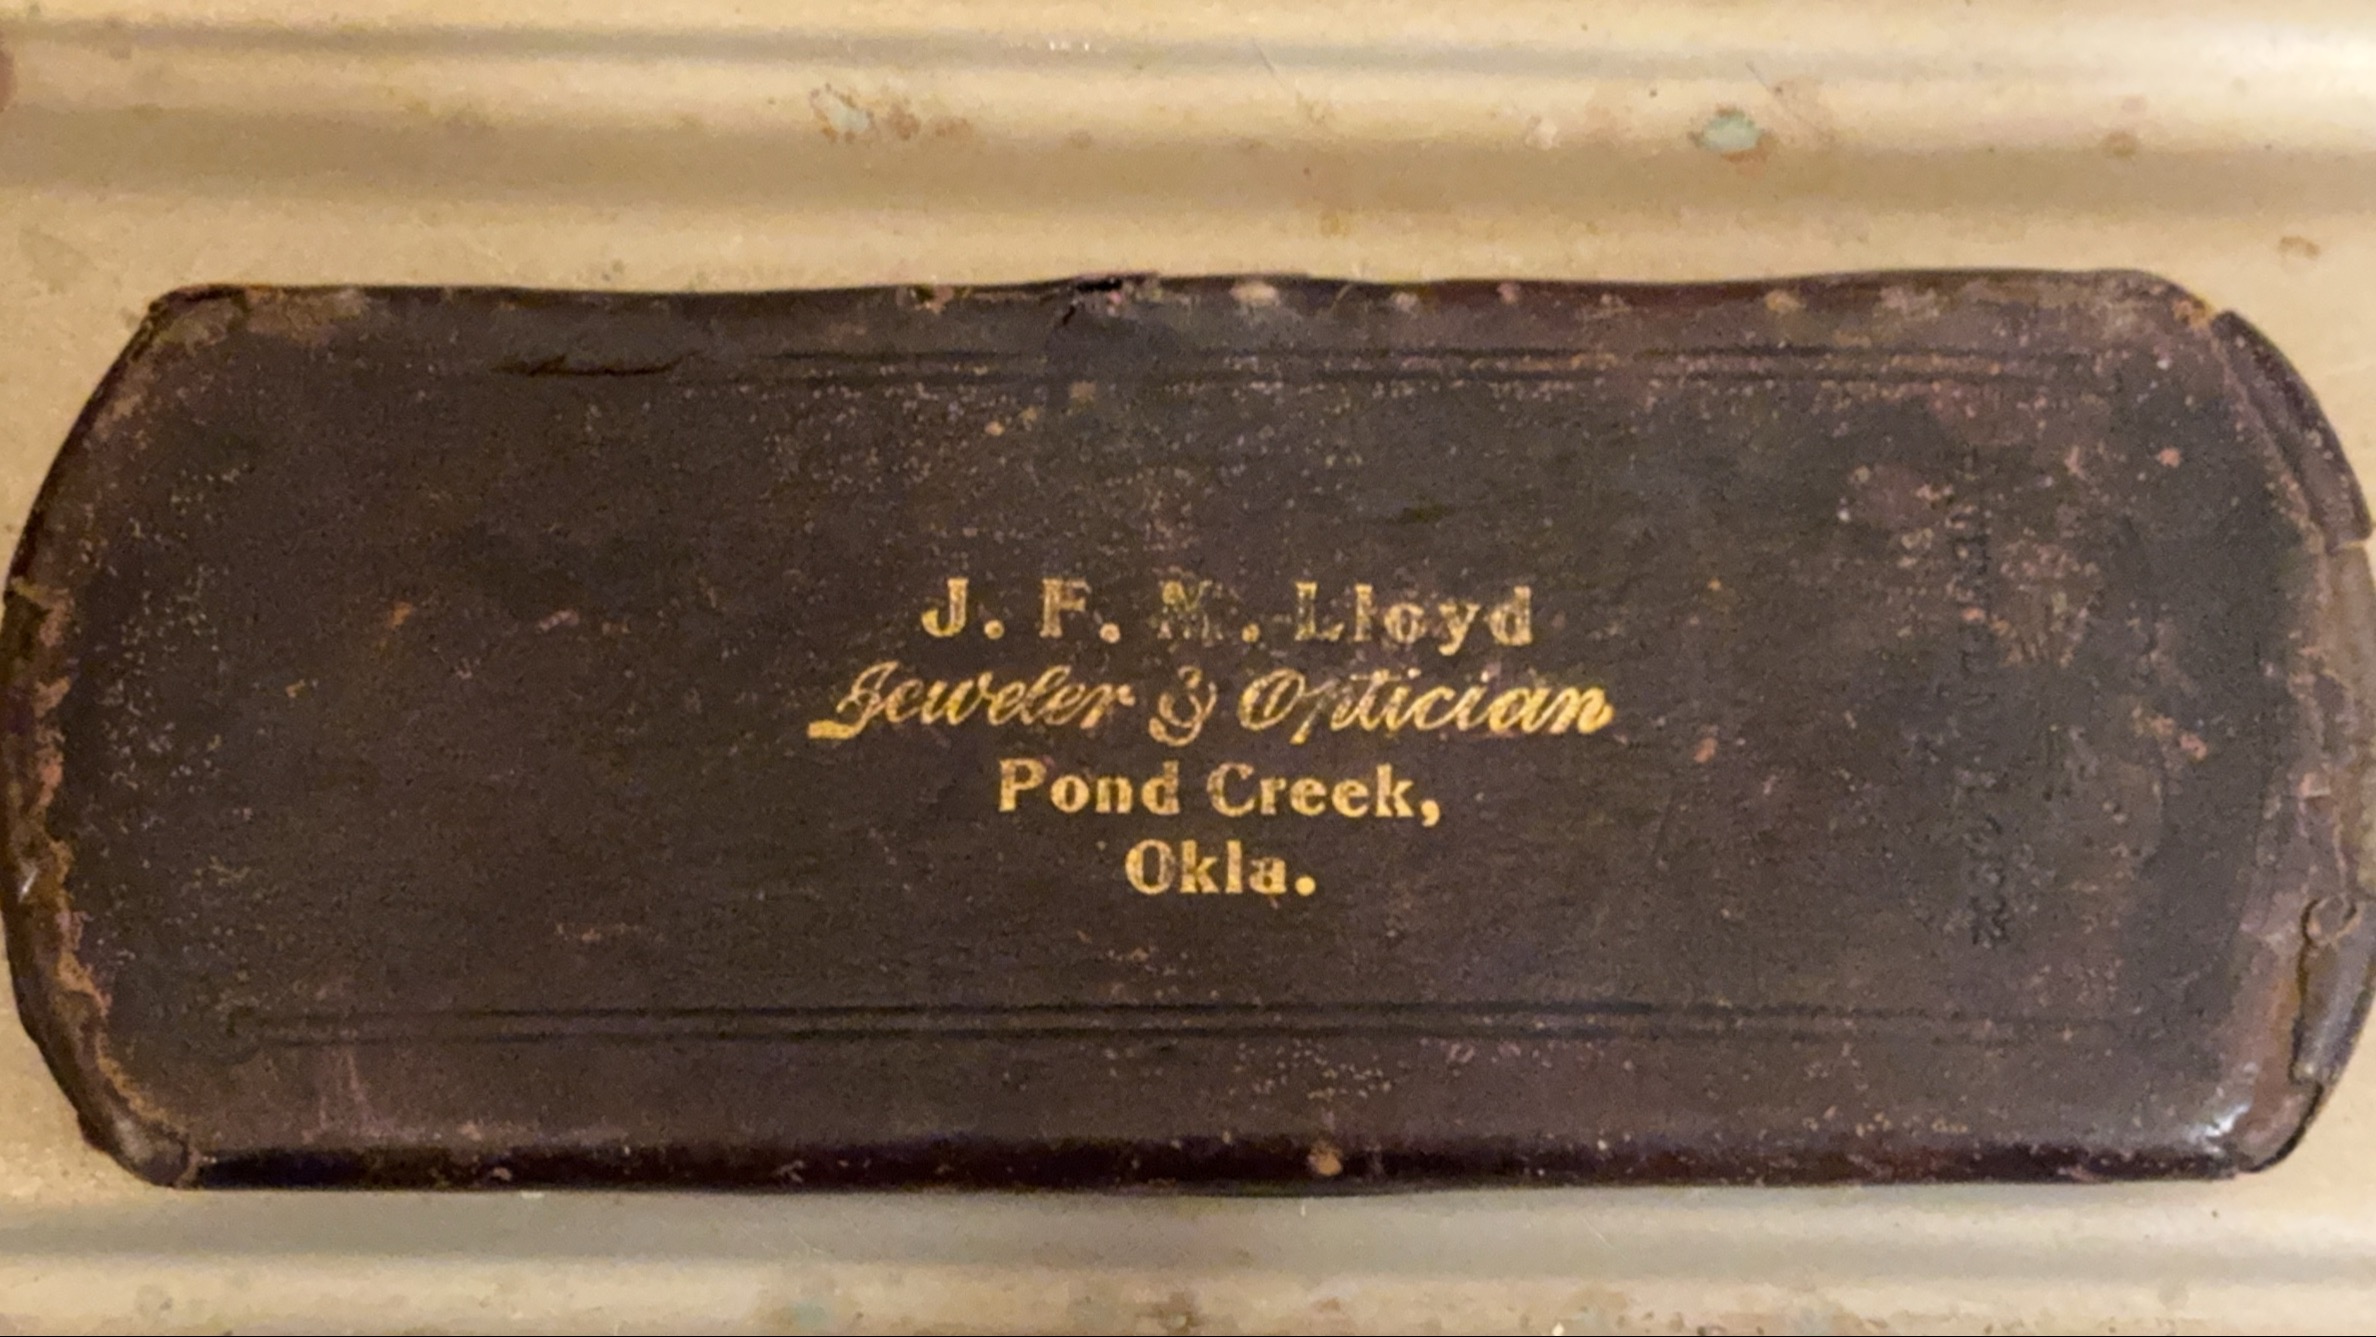 J. F. M. Lloyd
Jeweler & Optician
Pond Creek,
Okla.